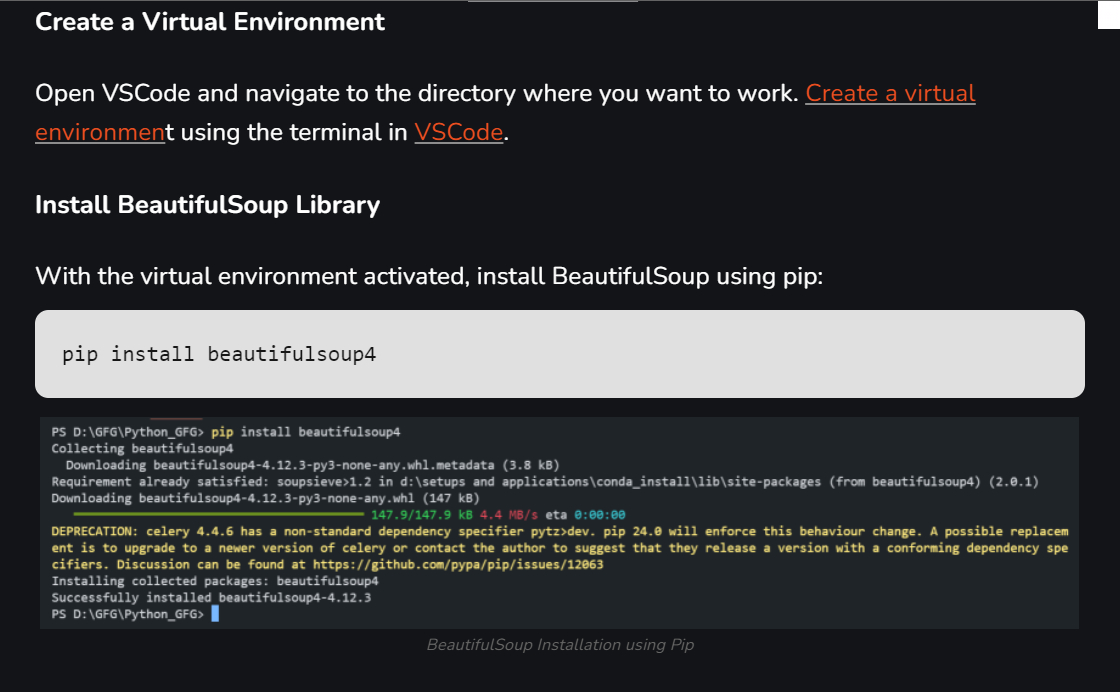 Create a Virtual Environment
Open VSCode and navigate to the directory where you want to work. Create a virtual
environment using the terminal in VSCode.
Install BeautifulSoup Library
With the virtual environment activated, install BeautifulSoup using pip:
pip install beautifulsoup4
PS D:\GFG\Python_GFG> pip install beautifulsoup4
Collecting beautifulsoup4
  Downloading beautifulsoup4-4.12.3-py3-none-any.whl.metadata (3.8 kB)
Requirement already satisfied: soupsieve>1.2 in d:\setups and applications\conda_install\lib\site-packages (from beautifulsoup4) (2.0.1)
Downloading beautifulsoup4-4.12.3-py3-none-any.whl (147 kB)
147.9/147.9 kB 4.4 MB/s eta 0:00:00
DEPRECATION: celery 4.4.6 has a non-standard dependency specifier pytz>dev. pip 24.0 will enforce this behaviour change. A possible replacem
ent is to upgrade to a newer version of celery or contact the author to suggest that they release a version with a conforming dependency spe
cifiers. Discussion can be found at https://github.com/pypa/pip/issues/12063
Installing collected packages: beautifulsoup4
Successfully installed beautifulsoup4-4.12.3
PS D:\GFG\Python_GFG>
BeautifulSoup Installation using Pip